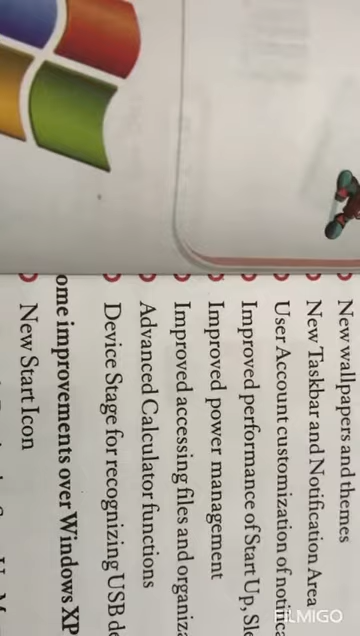 New wallpapers and themes
New Taskbar and Notification Area
User Account customization of notifica
Improved performance of Start Up, Sle
Improved power management
Improved accessing files and organiza
Advanced Calculator functions
Device Stage for recognizing USB de
ome improvements over Windows XP
New Start Icon
FILMIGO